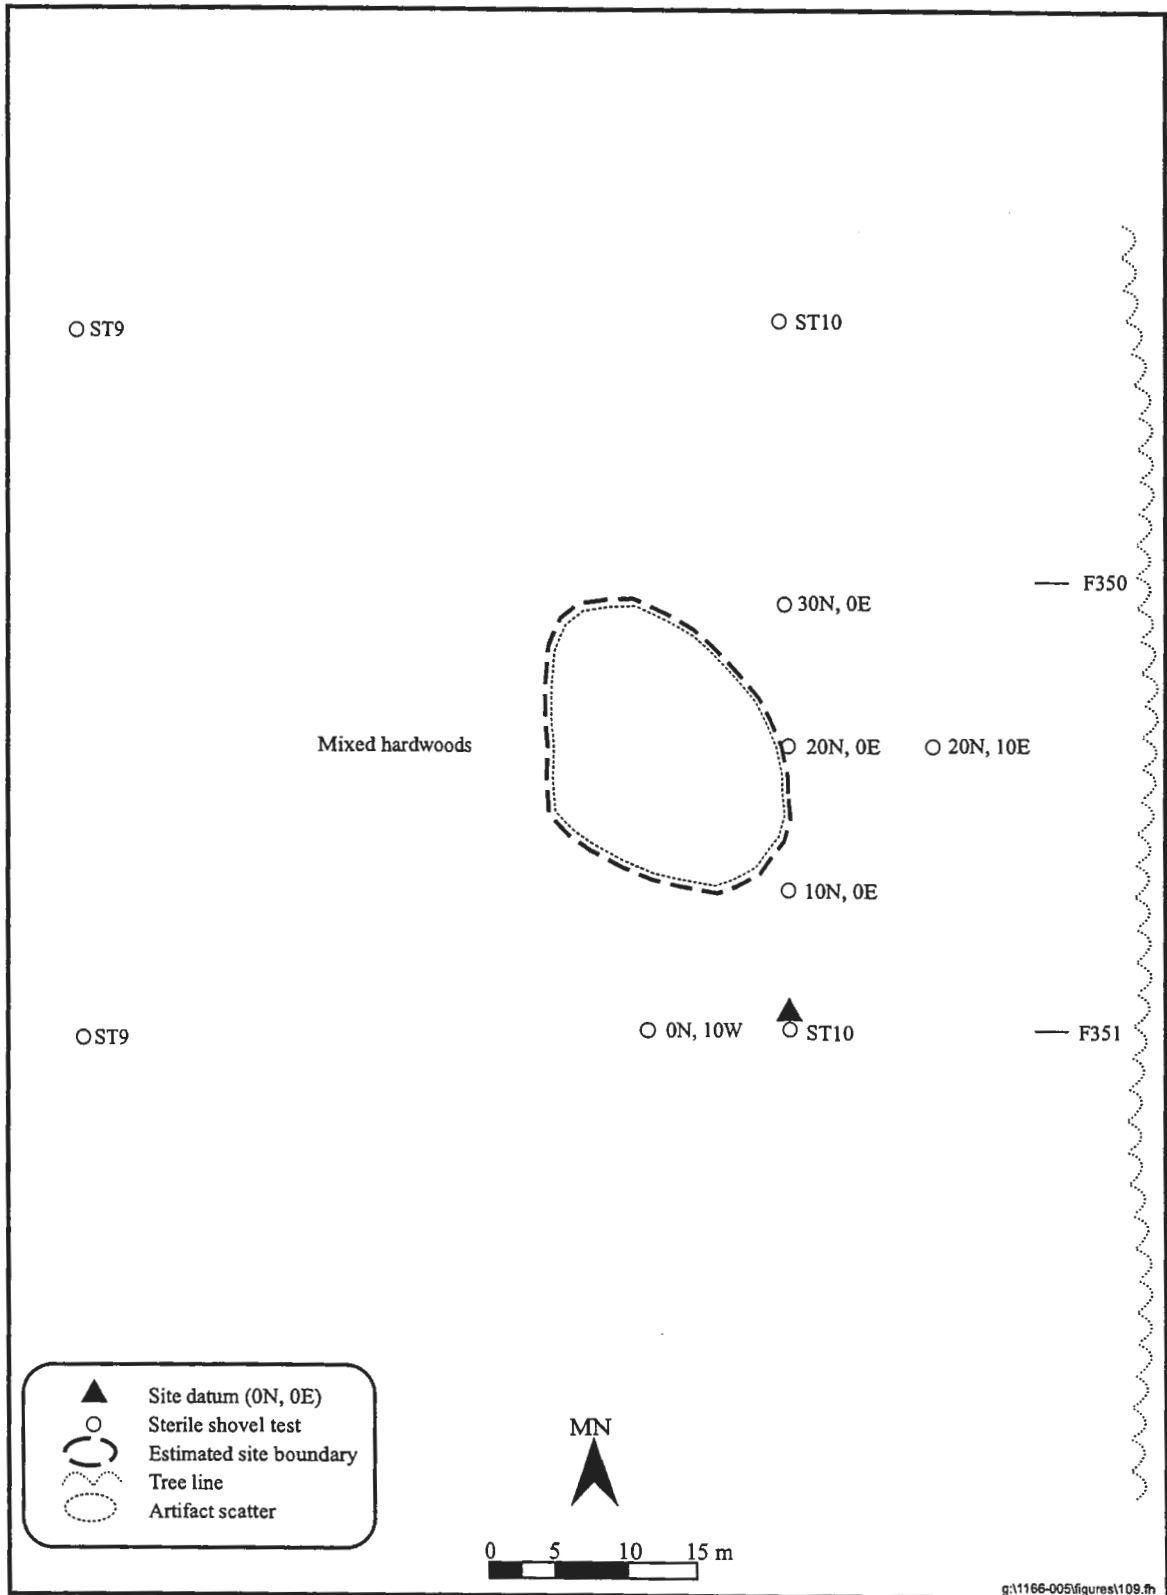 ST9
ST10
F350
30N, 0E
Mixed hardwoods
20N, 0E
20N, 10E
10N, 0E
ST9
0N, 10W
ST10
F351
Site datum (0N, 0E)
Sterile shovel test
Estimated site boundary
Tree line
Artifact scatter
MN
0 5 10 15 m
g:\1166-005\figures\109.fh